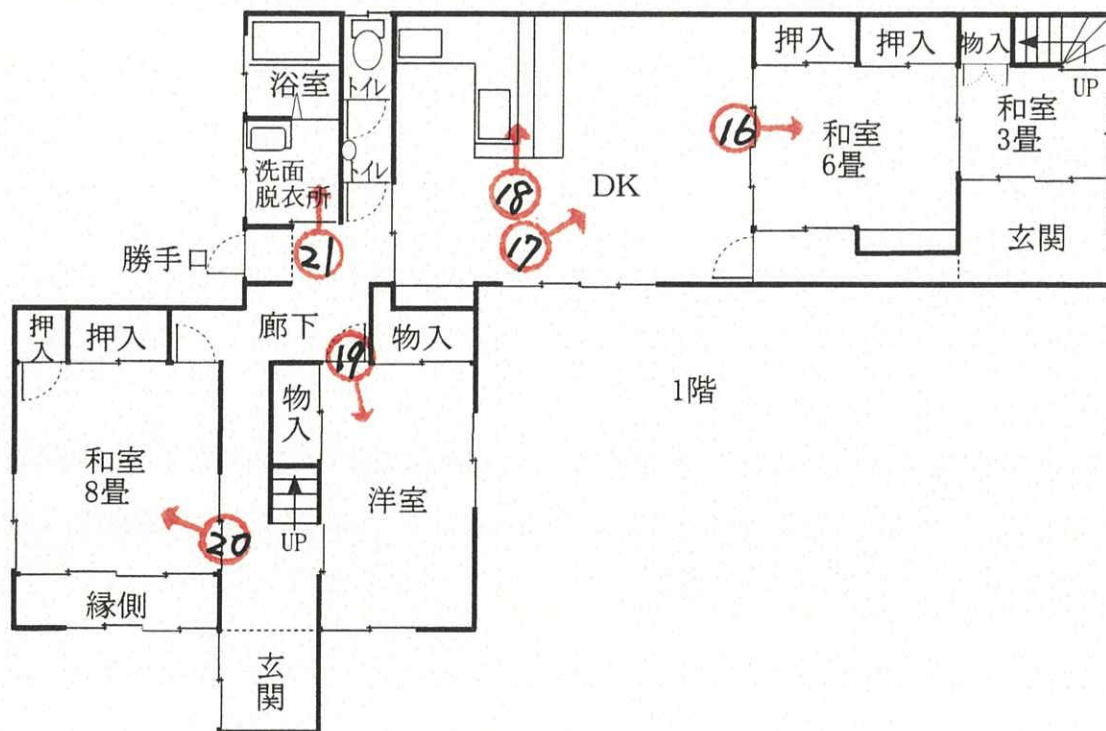 浴室
トイレ
押入
押入
物入
UP
洗面
脱衣所
トイレ
16
和室
6畳
和室
3畳
18
DK
17
玄関
勝手口
21
押入
押入
廊下
19
物入
1階
物入
和室
8畳
洋室
20
UP
縁側
玄関